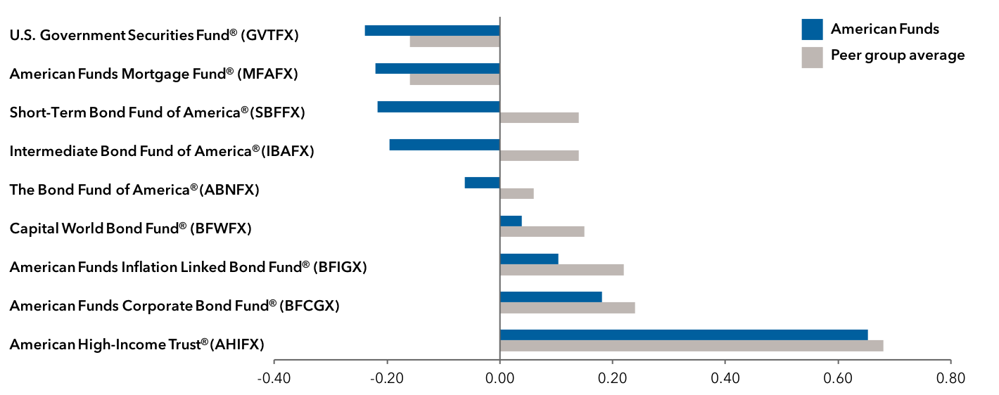 U.S. Government Securities Fund® (GVTFX)
American Funds Mortgage Fund® (MFAFX)
Short-Term Bond Fund of America® (SBFFX)
Intermediate Bond Fund of America® (IBAFX)
The Bond Fund of America® (ABNFX)
Capital World Bond Fund® (BFWFX)
American Funds Inflation Linked Bond Fund® (BFIGX)
American Funds Corporate Bond Fund® (BFCGX)
American High-Income Trust® (AHIFX)
American Funds
Peer group average
-0.40 -0.20 0.00 0.20 0.40 0.60 0.80